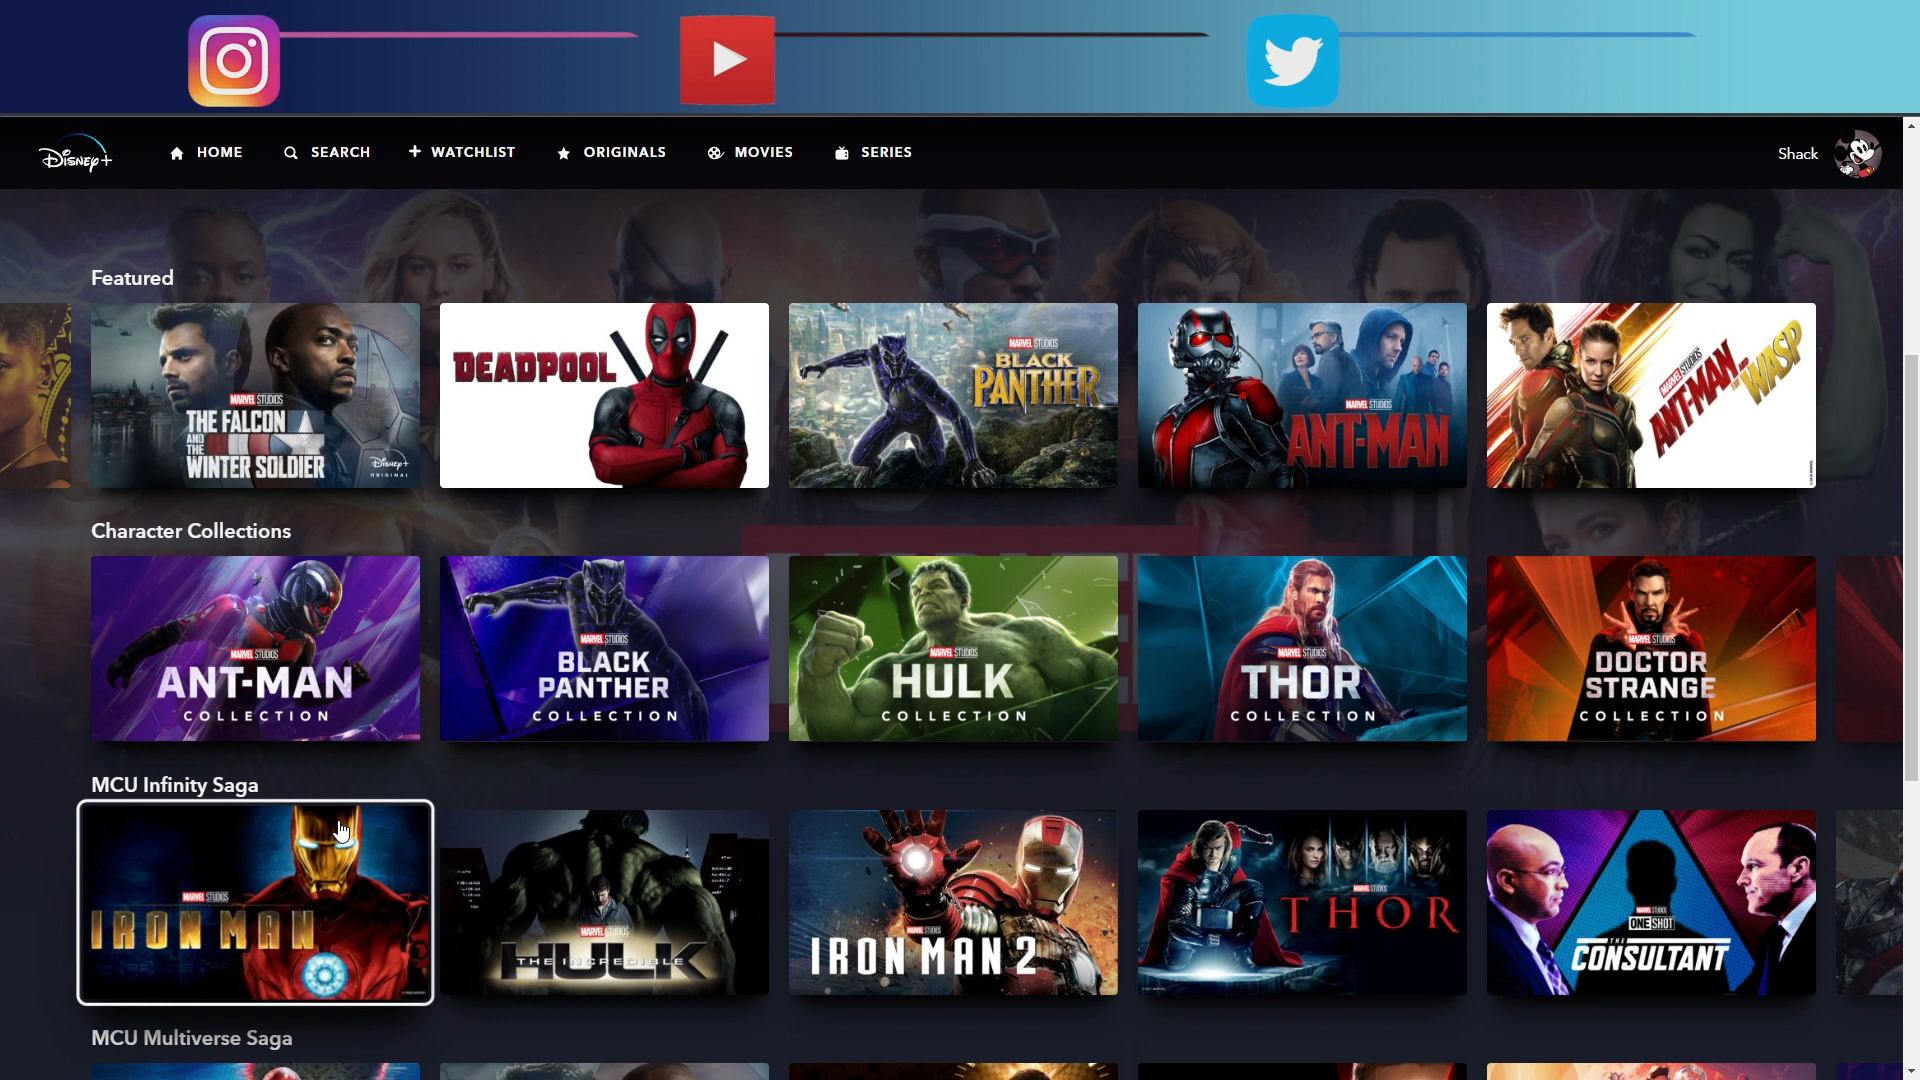 Disney+
HOME
SEARCH
WATCHLIST
ORIGINALS
MOVIES
SERIES
Shack
Featured
MARVEL STUDIOS
THE FALCON
AND THE
WINTER SOLDIER
Disney+
ORIGINAL
DEADPOOL
MARVEL STUDIOS
BLACK
PANTHER
MARVEL STUDIOS
ANT-MAN
MARVEL STUDIOS
ANT-MAN
AND THE
WASP
Character Collections
MARVEL STUDIOS
ANT-MAN
COLLECTION
MARVEL STUDIOS
BLACK
PANTHER
COLLECTION
MARVEL STUDIOS
HULK
COLLECTION
MARVEL STUDIOS
THOR
COLLECTION
MARVEL STUDIOS
DOCTOR
STRANGE
COLLECTION
MCU Infinity Saga
MARVEL STUDIOS
IRON MAN
MARVEL STUDIOS
THE INCREDIBLE
HULK
MARVEL STUDIOS
IRON MAN 2
MARVEL STUDIOS
THOR
MARVEL STUDIOS
ONE SHOT
THE
CONSULTANT
MCU Multiverse Saga